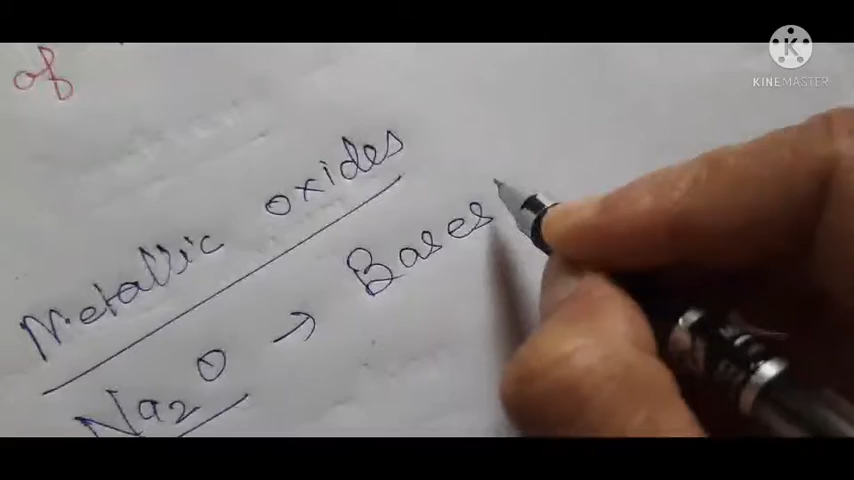 of
KINEMASTER
Metallic oxides
Na2O → Bases